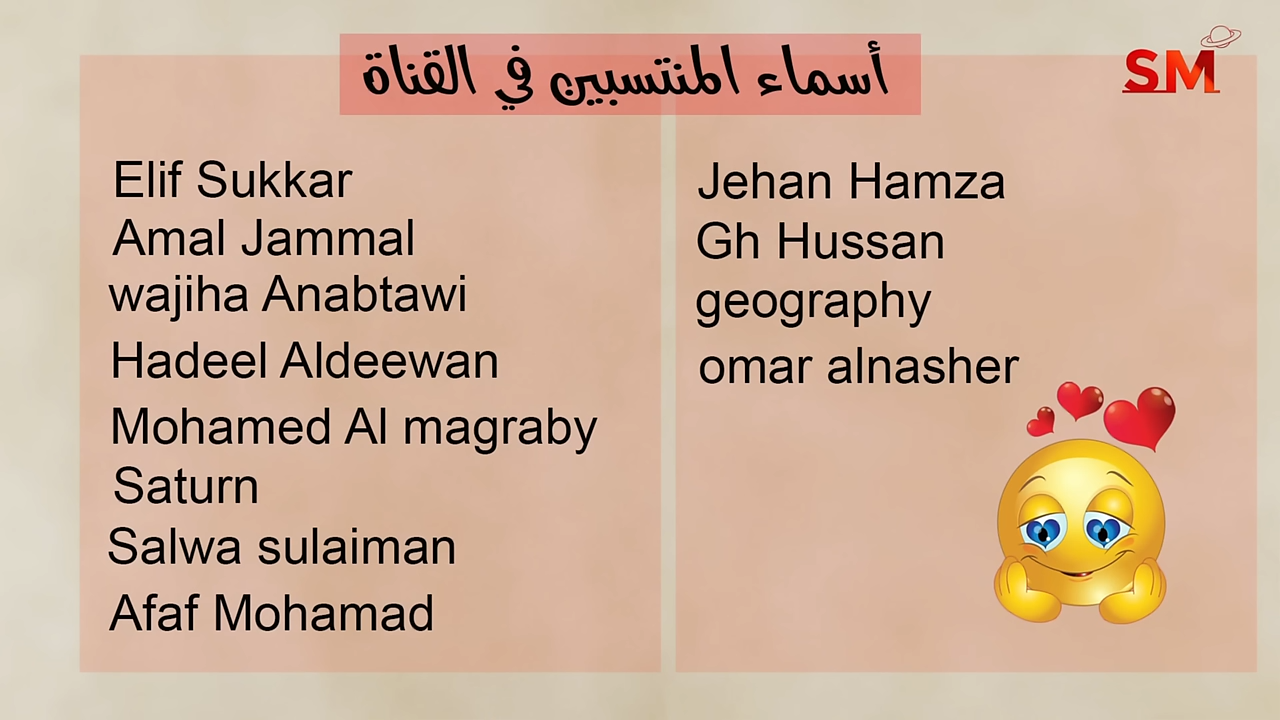 أسماء المنتسبين في القناة
SM
Elif Sukkar
Amal Jammal
wajiha Anabtawi
Hadeel Aldeewan
Mohamed Al magraby
Saturn
Salwa sulaiman
Afaf Mohamad
Jehan Hamza
Gh Hussan
geography
omar alnasher